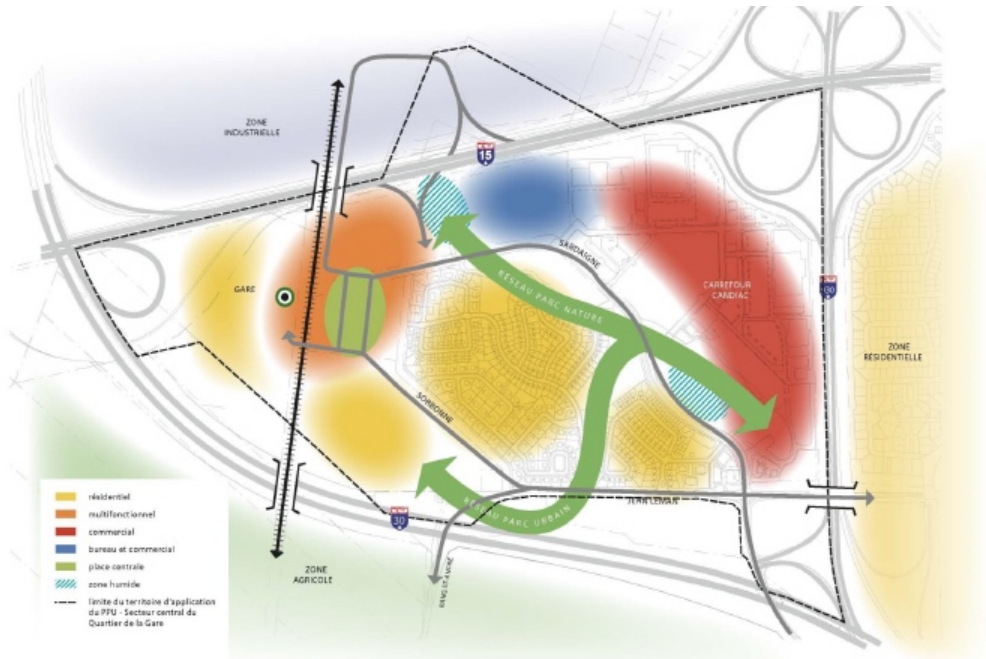 ZONE
INDUSTRIELLE
15
SARDAIGNE
RÉSEAU PARC NATURE
CARREFOUR
CANDIAC
GARE
ZONE
RÉSIDENTIELLE
SORBONNE
JEAN LEMAN
RÉSEAU PARC URBAIN
30
ZONE
AGRICOLE
résidentiel
multifonctionnel
commercial
bureau et commercial
place centrale
zone humide
limite du territoire d'application
du PPU - Secteur central du
Quartier de la Gare